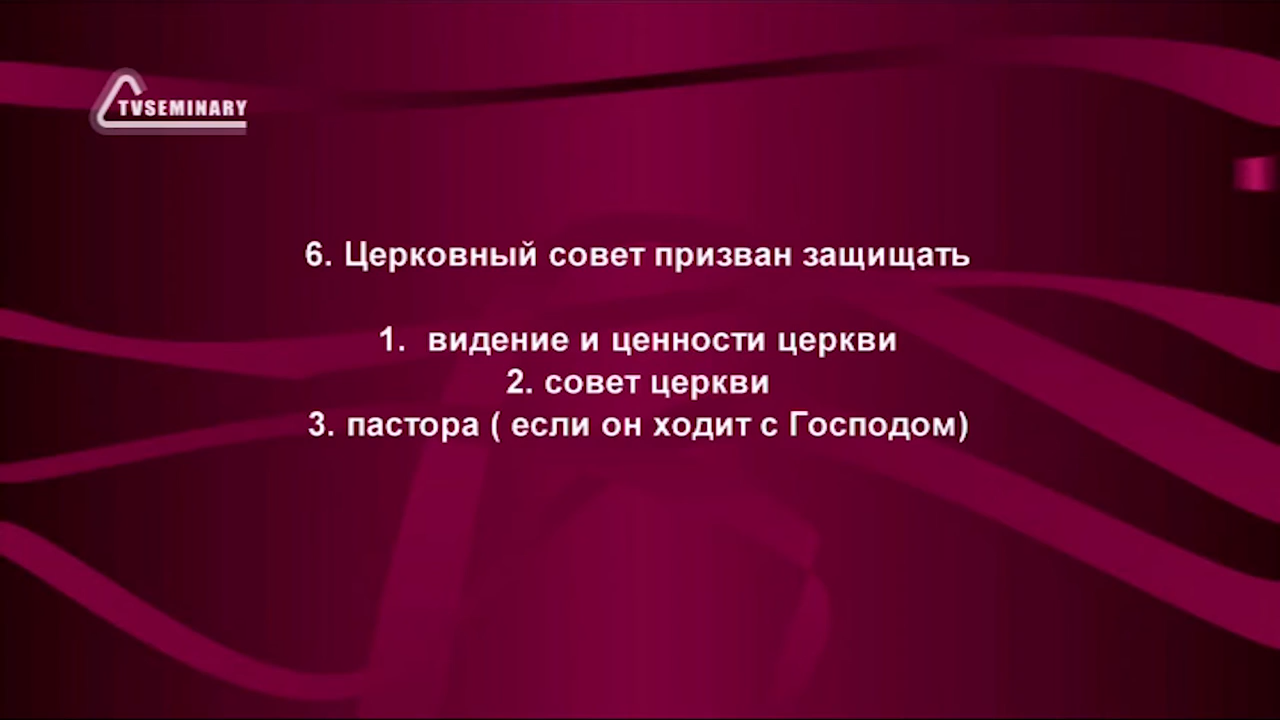 TVSEMINARY
6. Церковный совет призван защищать
1. видение и ценности церкви
2. совет церкви
3. пастора ( если он ходит с Господом)